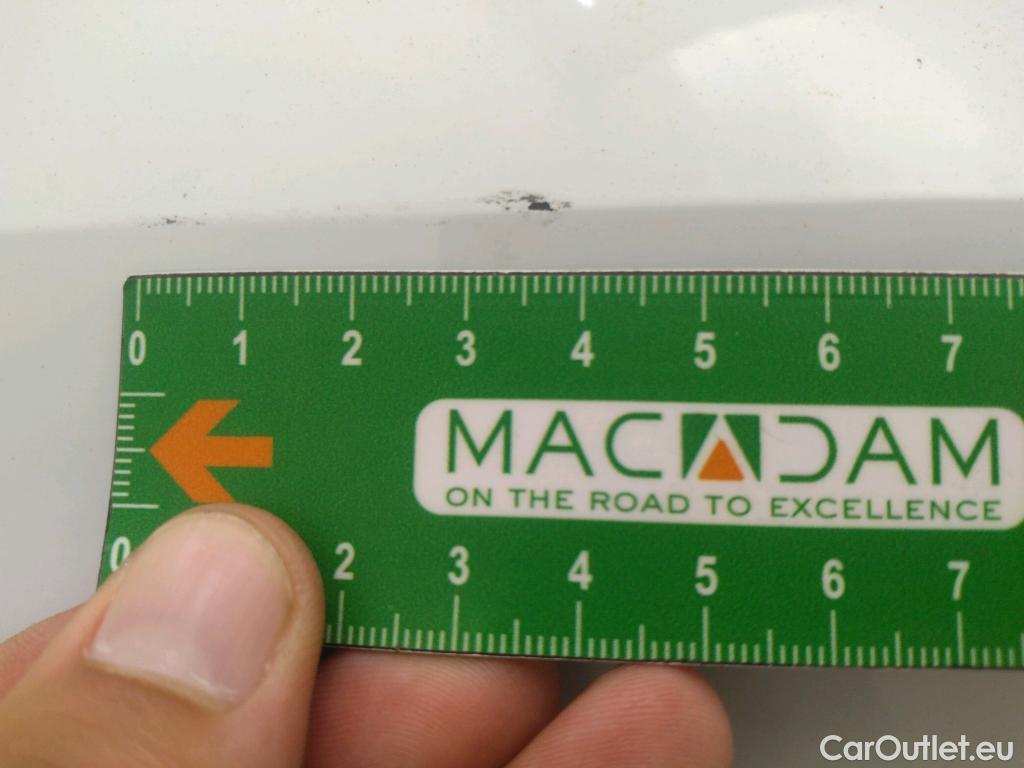 0 1 2 3 4 5 6 7
MACADAM
ON THE ROAD TO EXCELLENCE
0 2 3 4 5 6 7
CarOutlet.eu